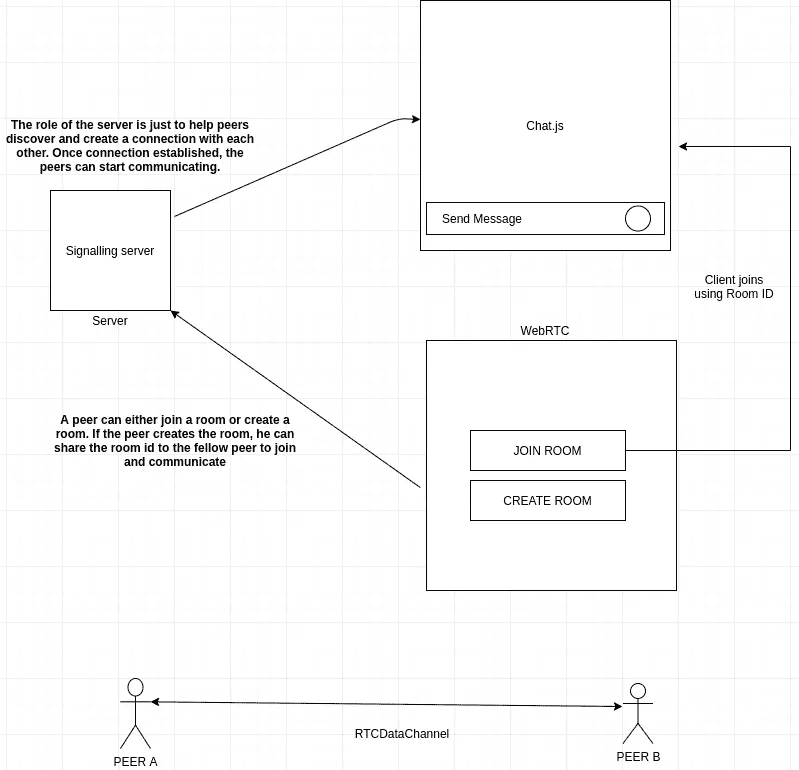 The role of the server is just to help peers
discover and create a connection with each
other. Once connection established, the
peers can start communicating.
Chat.js
Send Message
Signalling server
Server
Client joins
using Room ID
WebRTC
A peer can either join a room or create a
room. If the peer creates the room, he can
share the room id to the fellow peer to join
and communicate
JOIN ROOM
CREATE ROOM
RTCDataChannel
PEER A
PEER B